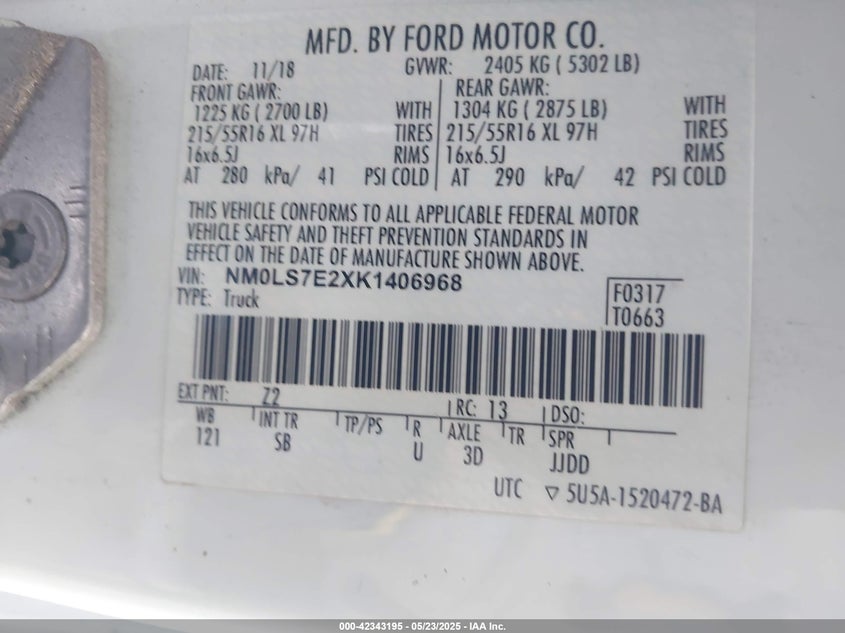 MFD. BY FORD MOTOR CO.
DATE: 11/18 GVWR: 2405 KG ( 5302 LB)
FRONT GAWR: REAR GAWR:
1225 KG ( 2700 LB) WITH 1304 KG ( 2875 LB) WITH
215/55R16 XL 97H TIRES 215/55R16 XL 97H TIRES
16x6.5J RIMS 16x6.5J RIMS
AT 280 kPa/ 41 PSI COLD AT 290 kPa/ 42 PSI COLD
THIS VEHICLE CONFORMS TO ALL APPLICABLE FEDERAL MOTOR
VEHICLE SAFETY AND THEFT PREVENTION STANDARDS IN
EFFECT ON THE DATE OF MANUFACTURE SHOWN ABOVE.
VIN: NM0LS7E2XK1406968
TYPE: Truck
F0317
T0663
EXT PNT: Z2 RC: 13 DSO:
WB INT TR TP/PS R AXLE TR SPR
121 SB U 3D JJDD
UTC ▽ 5U5A-1520472-BA
000-42343195 - 05/23/2025 - IAA Inc.